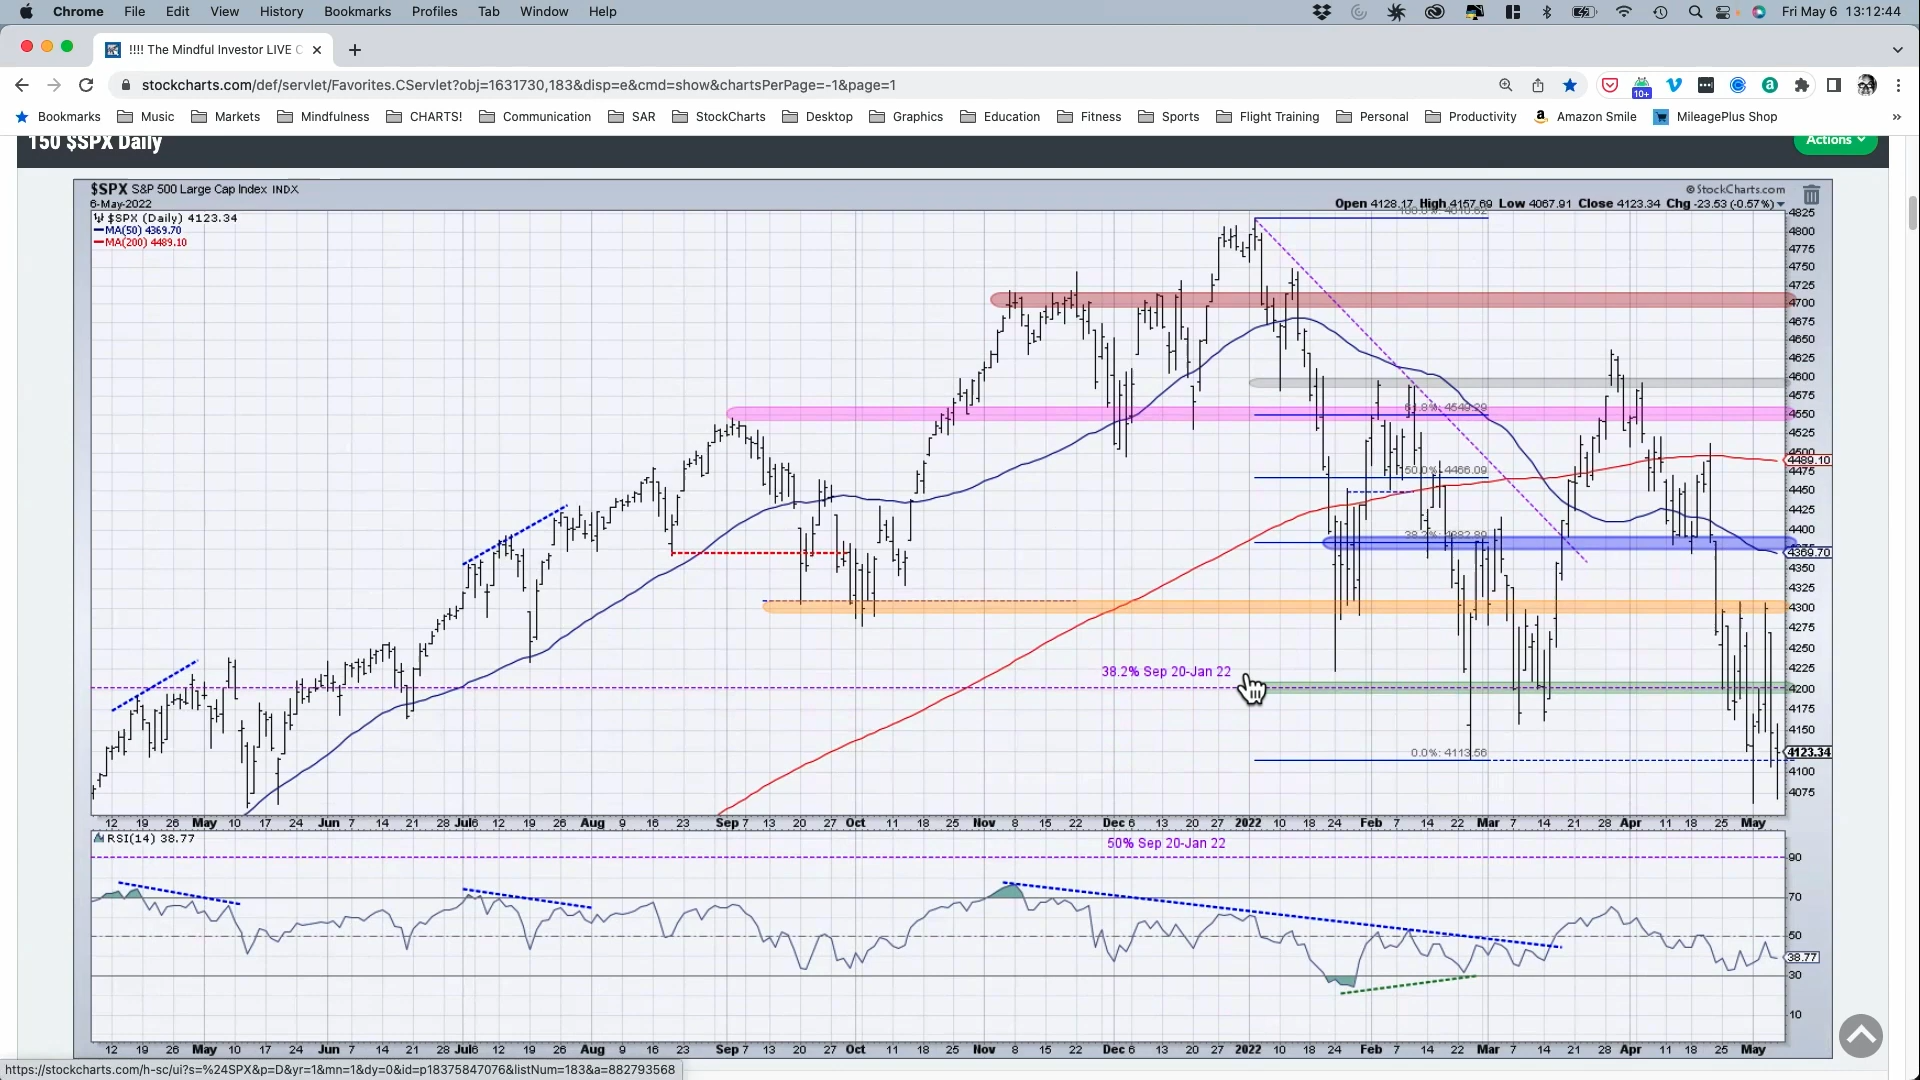 Chrome File Edit View History Bookmarks Profiles Tab Window Help Fri May 6 13:12:44
!!!! The Mindful Investor LIVE C
stockcharts.com/def/servlet/Favorites.CServlet?obj=1631730,183&disp=e&cmd=show&chartsPerPage=-1&page=1
10+
Bookmarks Music Markets Mindfulness CHARTS! Communication SAR StockCharts Desktop Graphics Education Fitness Sports Flight Training Personal Productivity Amazon Smile MileagePlus Shop »
150 $SPX Daily Actions
$SPX S&P 500 Large Cap Index INDX © StockCharts.com
6-May-2022 Open 4128.17 High 4157.69 Low 4067.91 Close 4123.34 Chg -23.53 (-0.57%)
$SPX (Daily) 4123.34
MA(50) 4369.70
MA(200) 4489.10
4825
4800
4775
4750
4725
4700
4675
4650
4625
4600
4575
61.8%: 4549.29
4550
4525
4489.10
50.0%: 4466.09
4475
4450
4425
4400
38.2%: 4382.89
4369.70
4350
4325
4300
4275
4250
38.2% Sep 20-Jan 22
4225
4200
4175
4150
0.0%: 4113.56
4123.34
4100
4075
12 19 26 May 10 17 24 Jun 7 14 21 28 Jul 6 12 19 26 Aug 9 16 23 Sep 7 13 20 27 Oct 11 18 25 Nov 8 15 22 Dec 6 13 20 27 2022 10 18 24 Feb 7 14 22 Mar 7 14 21 28 Apr 11 18 25 May
RSI(14) 38.77
50% Sep 20-Jan 22
90
70
50
38.77
30
10
12 19 26 May 10 17 24 Jun 7 14 21 28 Jul 6 12 19 26 Aug 9 16 23 Sep 7 13 20 27 Oct 11 18 25 Nov 8 15 22 Dec 6 13 20 27 2022 10 18 24 Feb 7 14 22 Mar 7 14 21 28 Apr 11 18 25 May
https://stockcharts.com/h-sc/ui?s=%24SPX&p=D&yr=1&mn=1&dy=0&id=p18375847076&listNum=183&a=882793568